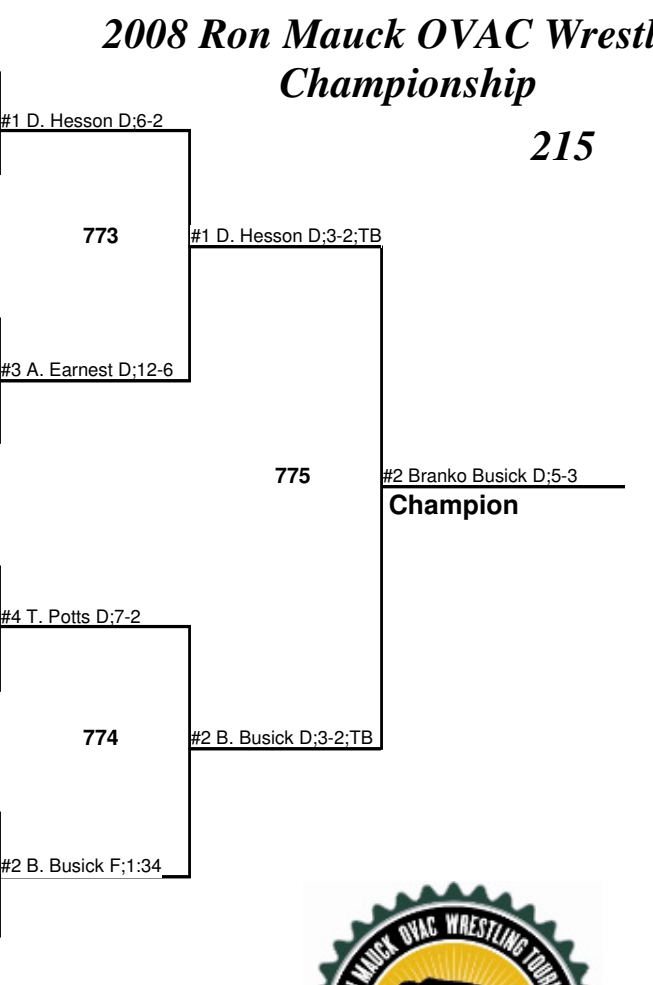 2008 Ron Mauck OVAC Wrestl
Championship
215
#1 D. Hesson D;6-2
773
#1 D. Hesson D;3-2;TB
#3 A. Earnest D;12-6
775
#2 Branko Busick D;5-3
Champion
#4 T. Potts D;7-2
774
#2 B. Busick D;3-2;TB
#2 B. Busick F;1:34
MAUCK OVAC WRESTLING TOUR